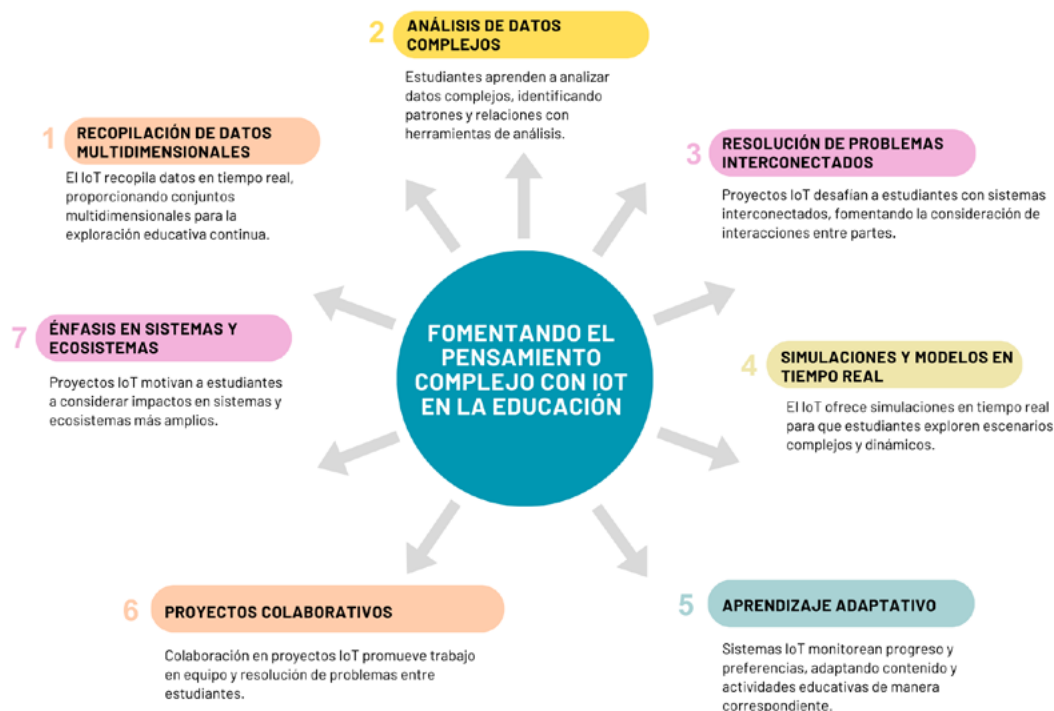 FOMENTANDO EL
PENSAMIENTO
COMPLEJO CON IOT
EN LA EDUCACIÓN
1
RECOPILACIÓN DE DATOS
MULTIDIMENSIONALES
El IoT recopila datos en tiempo real,
proporcionando conjuntos
multidimensionales para la
exploración educativa continua.
2
ANÁLISIS DE DATOS
COMPLEJOS
Estudiantes aprenden a analizar
datos complejos, identificando
patrones y relaciones con
herramientas de análisis.
3
RESOLUCIÓN DE PROBLEMAS
INTERCONECTADOS
Proyectos IoT desafían a estudiantes con sistemas
interconectados, fomentando la consideración de
interacciones entre partes.
4
SIMULACIONES Y MODELOS EN
TIEMPO REAL
El IoT ofrece simulaciones en tiempo real
para que estudiantes exploren escenarios
complejos y dinámicos.
5
APRENDIZAJE ADAPTATIVO
Sistemas IoT monitorean progreso y
preferencias, adaptando contenido y
actividades educativas de manera
correspondiente.
6
PROYECTOS COLABORATIVOS
Colaboración en proyectos IoT promueve trabajo
en equipo y resolución de problemas entre
estudiantes.
7
ÉNFASIS EN SISTEMAS Y
ECOSISTEMAS
Proyectos IoT motivan a estudiantes
a considerar impactos en sistemas y
ecosistemas más amplios.